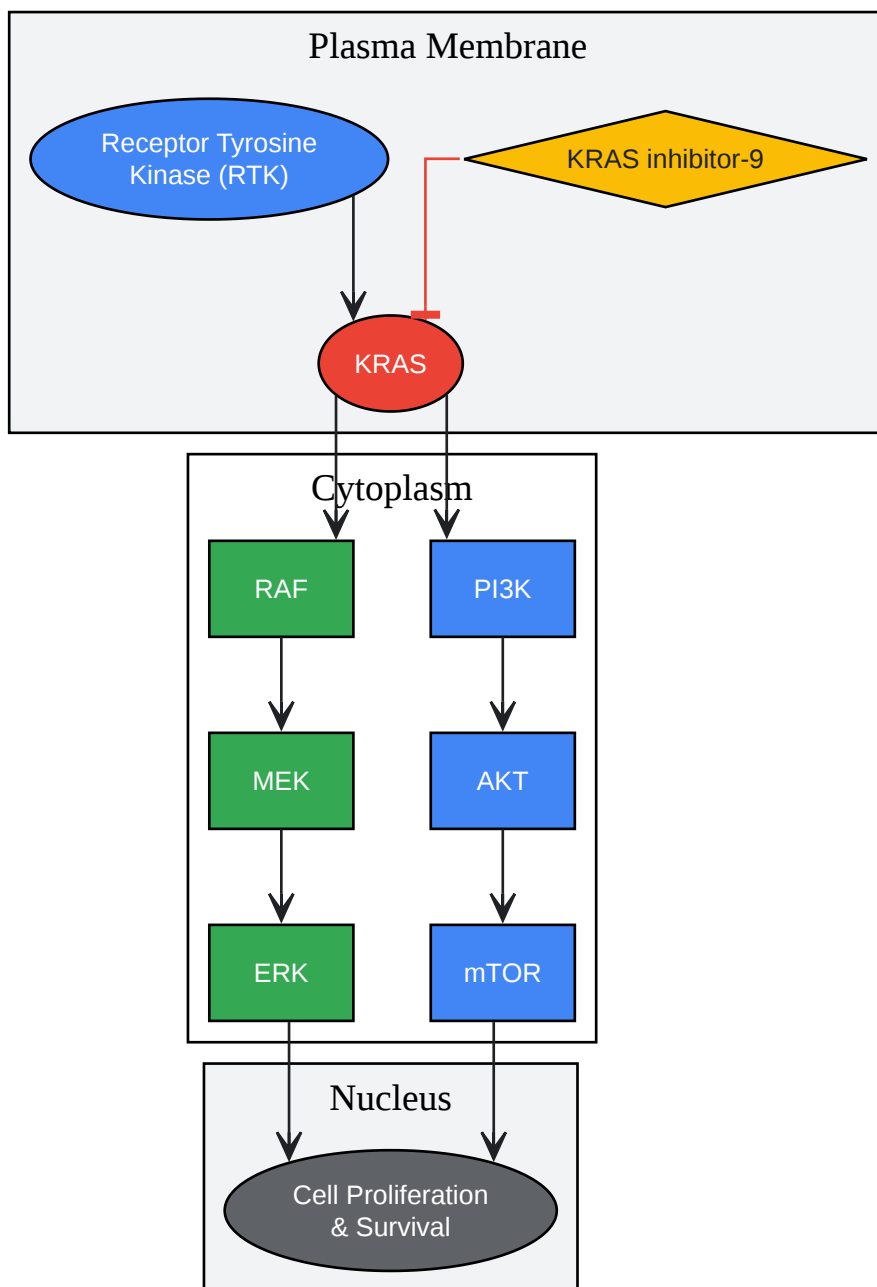 Plasma Membrane
Receptor Tyrosine
Kinase (RTK)
KRAS inhibitor-9
KRAS
Cytoplasm
RAF
PI3K
MEK
AKT
ERK
mTOR
Nucleus
Cell Proliferation
& Survival